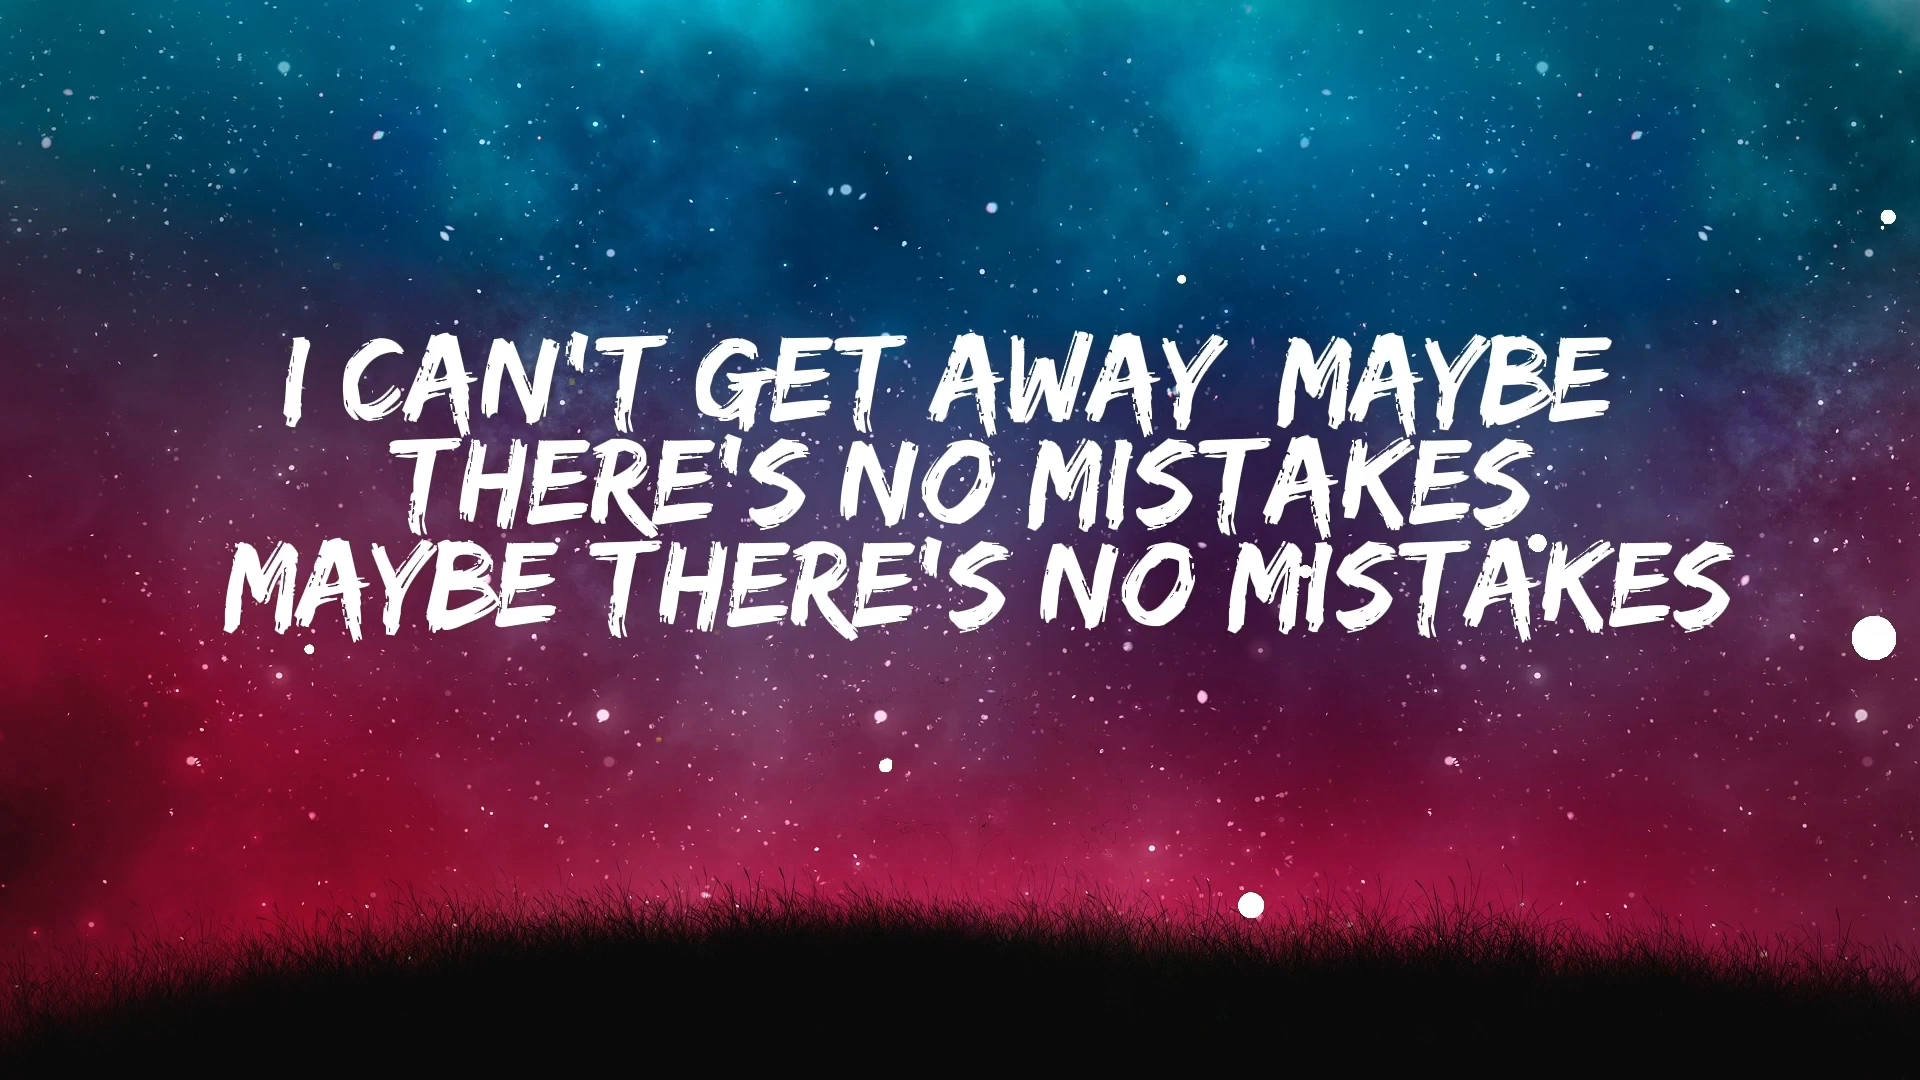 I CAN'T GET AWAY  MAYBE
THERE'S NO MISTAKES
MAYBE THERE'S NO MISTAKES